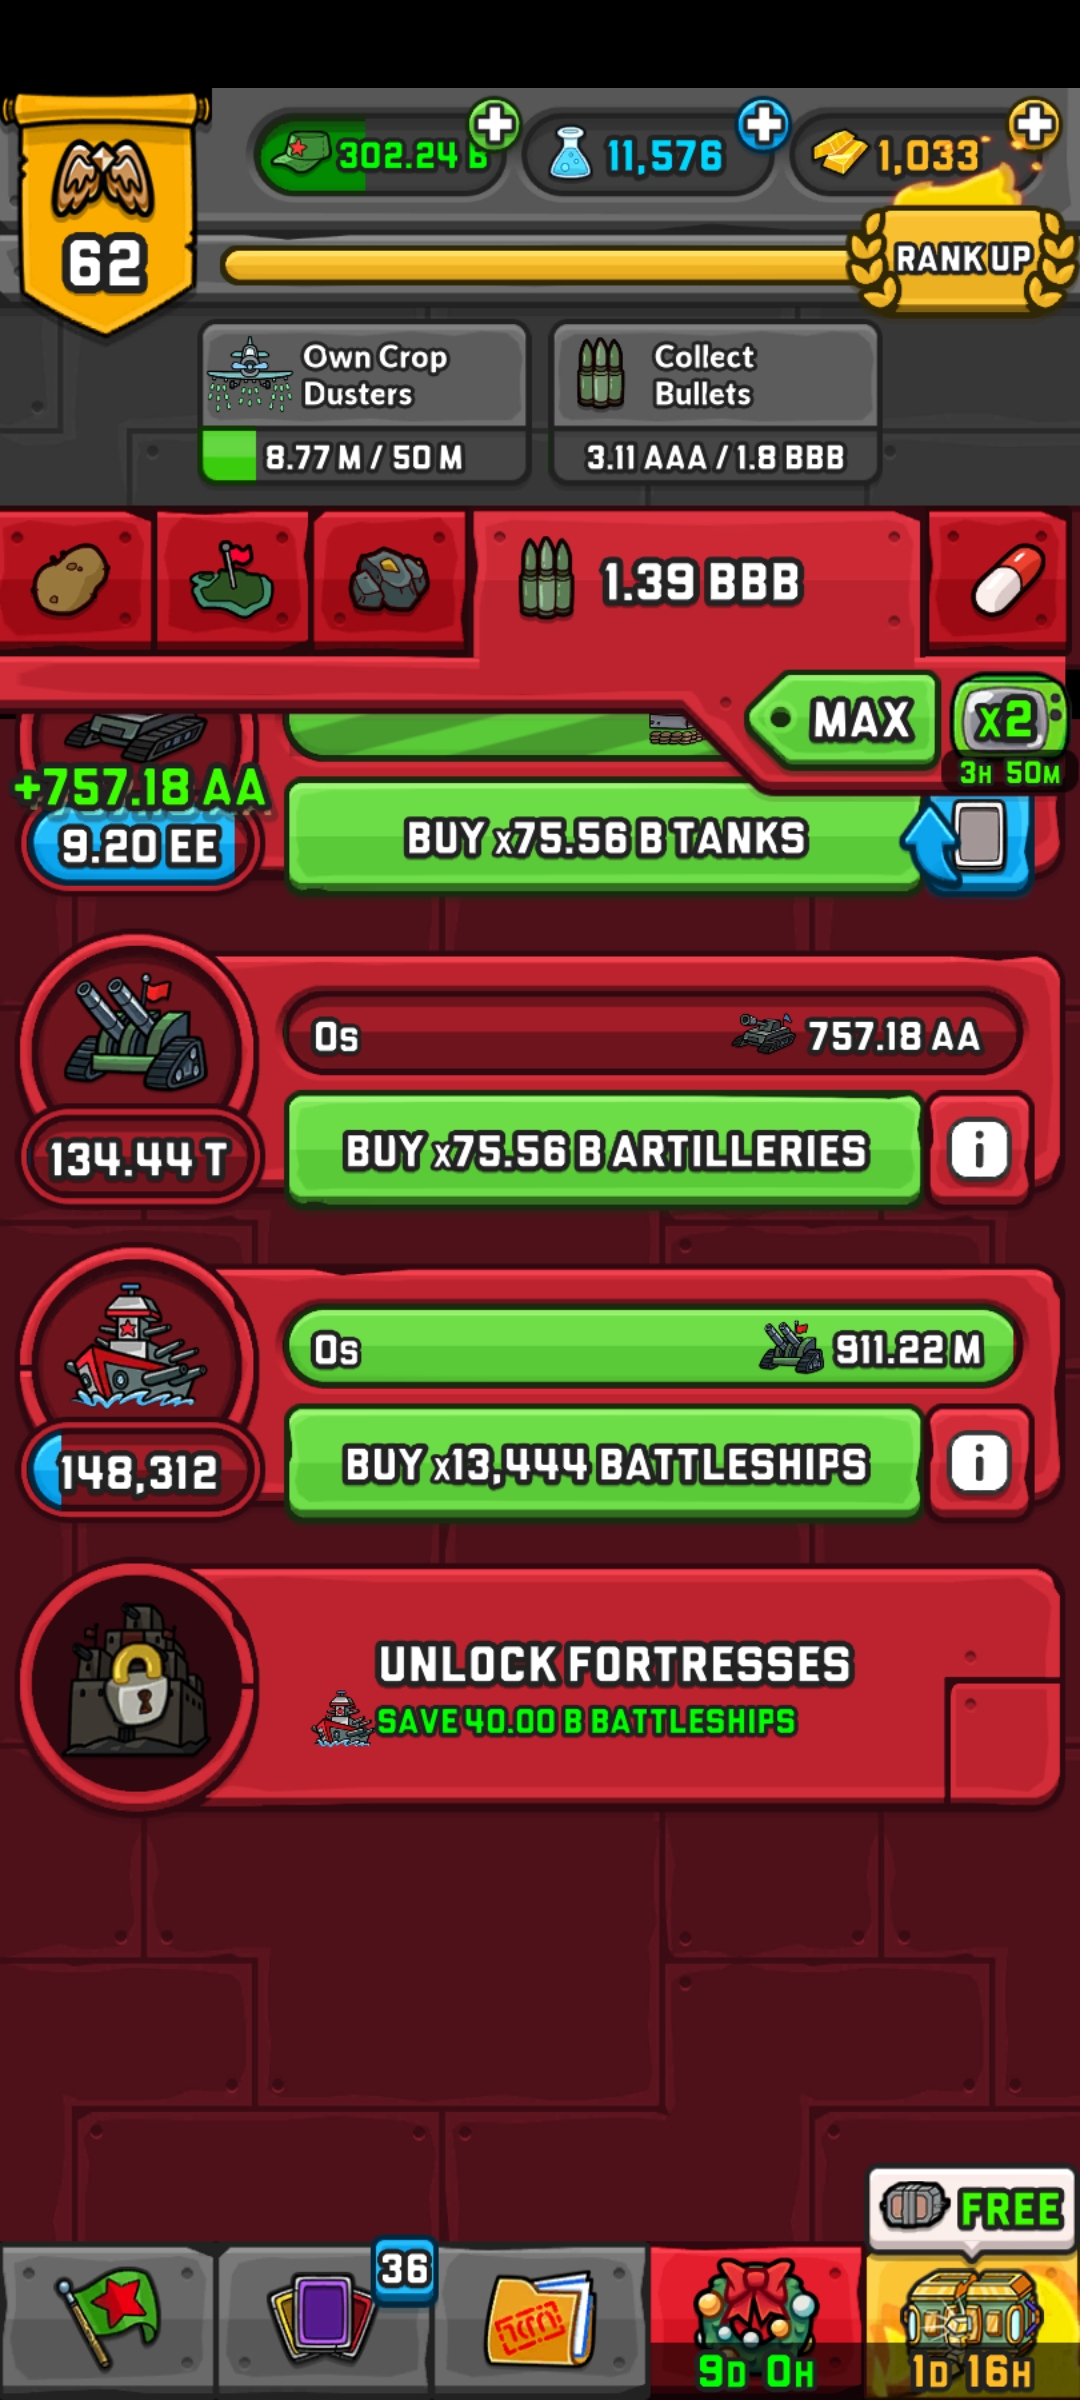 302.24 B
11,576
1,033
62
RANK UP
Own Crop
Dusters
8.77 M / 50 M
Collect
Bullets
3.11 AAA / 1.8 BBB
1.39 BBB
MAX
x2
3H 50M
+757.18 AA
9.20 EE
BUY x75.56 B TANKS
0s
757.18 AA
134.44 T
BUY x75.56 B ARTILLERIES
i
0s
911.22 M
148,312
BUY x13,444 BATTLESHIPS
i
UNLOCK FORTRESSES
SAVE 40.00 B BATTLESHIPS
FREE
36
9D 0H
1D 16H